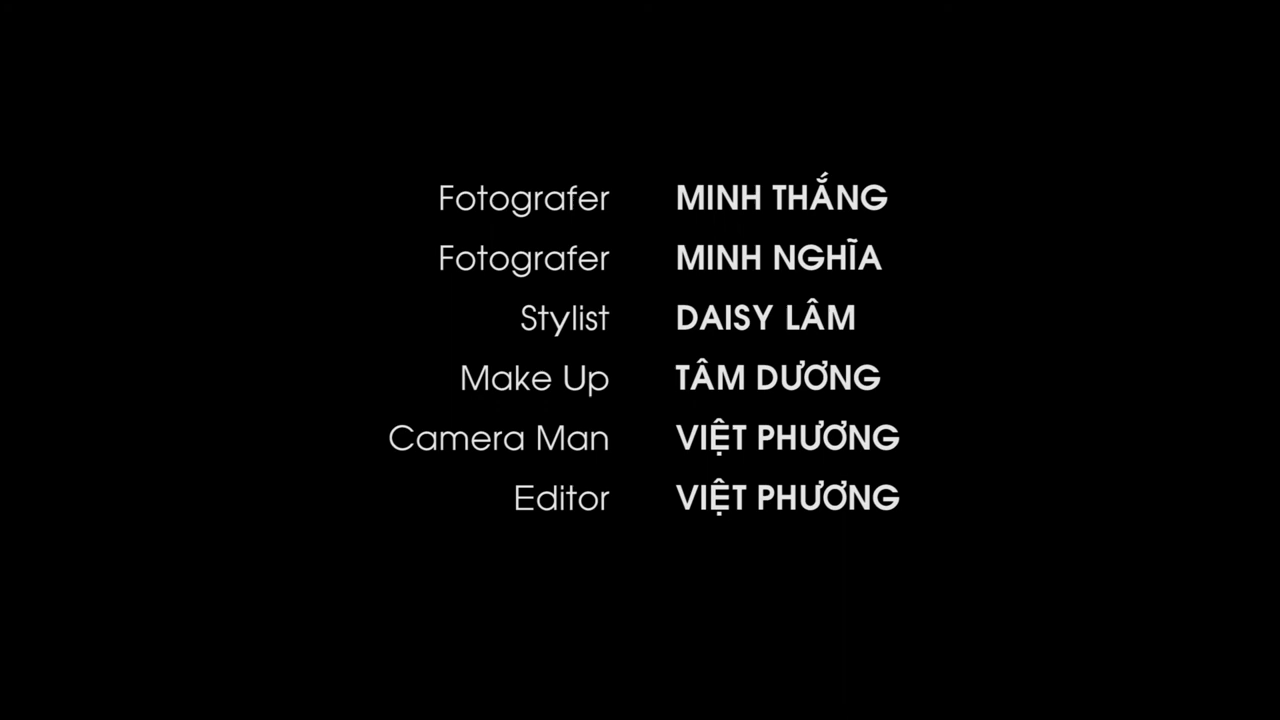 Fotografer MINH THẮNG
Fotografer MINH NGHĨA
Stylist DAISY LÂM
Make Up TÂM DƯƠNG
Camera Man VIỆT PHƯƠNG
Editor VIỆT PHƯƠNG